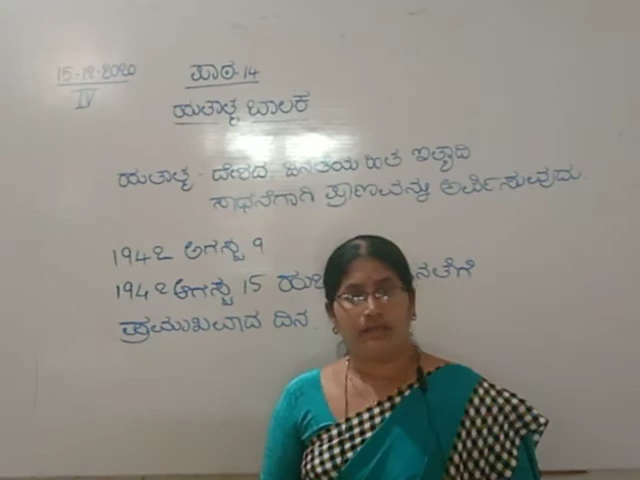 15-12-2020
ಪಾಠ-14
IV
ಹುತಾತ್ಮ ಬಾಲಕ
ಹುತಾತ್ಮ - ದೇಶದ, ಜನತೆಯ ಹಿತ ಇತ್ಯಾದಿ
ಸಾಧನೆಗಾಗಿ ಪ್ರಾಣವನ್ನು ಅರ್ಪಿಸುವುದು.
1942 ಅಗಸ್ಟ 9
1942 ಆಗಸ್ಟ 15
ಪ್ರಮುಖವಾದ ದಿನ.